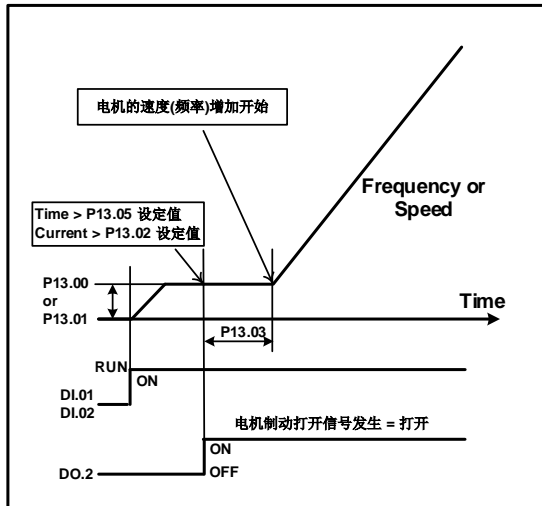 电机的速度(频率)增加开始
Frequency or
Speed
Time > P13.05 设定值
Current > P13.02 设定值
P13.00
or
P13.01
Time
P13.03
RUN
ON
DI.01
DI.02
电机制动打开信号发生 = 打开
ON
OFF
DO.2